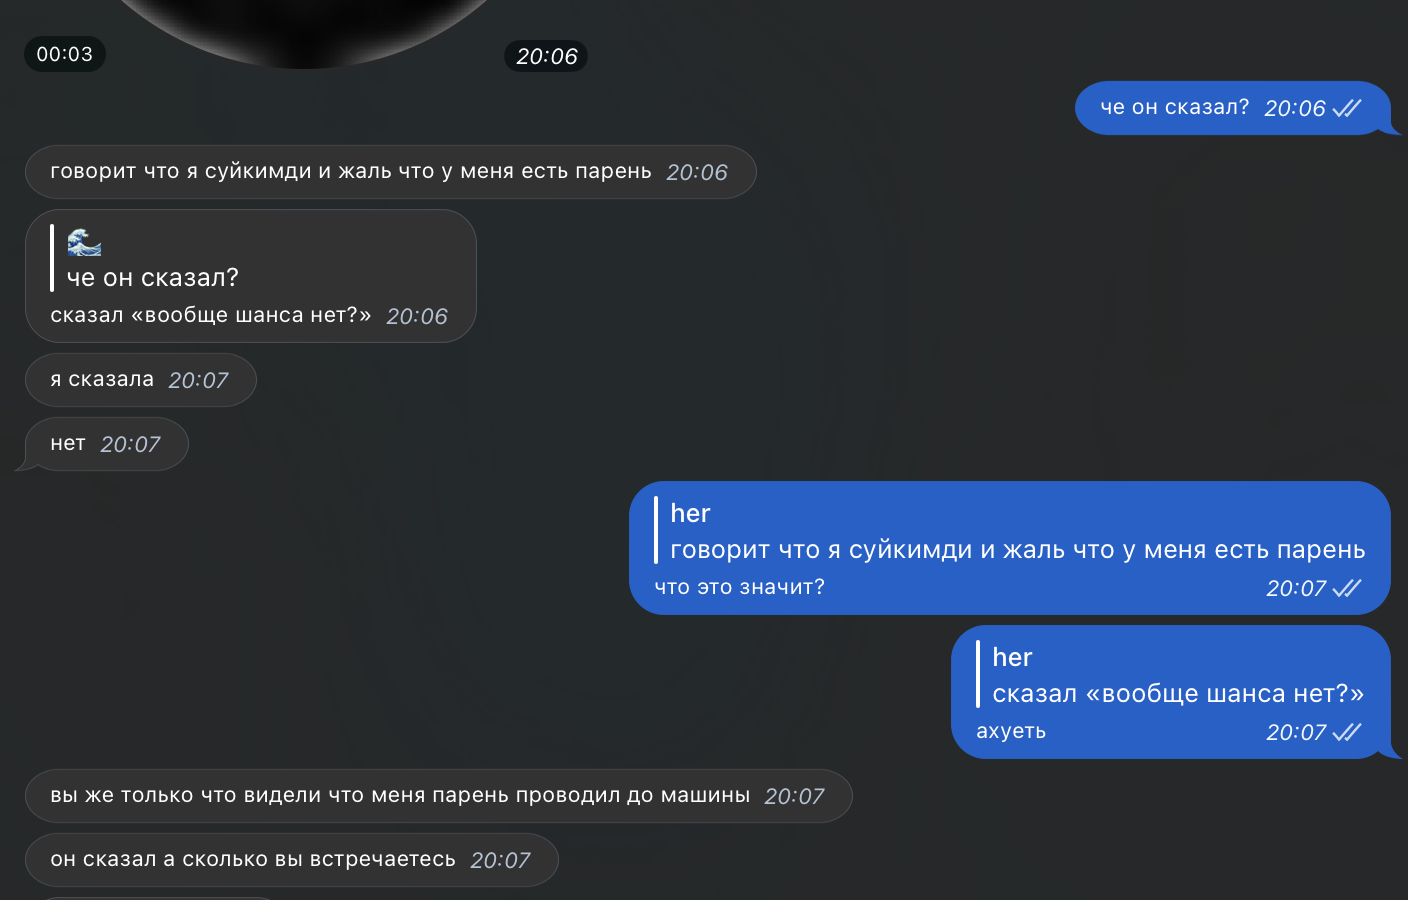 00:03
20:06
че он сказал? 20:06
говорит что я суйкимди и жаль что у меня есть парень 20:06
🌊
че он сказал?
сказал «вообще шанса нет?» 20:06
я сказала 20:07
нет 20:07
her
говорит что я суйкимди и жаль что у меня есть парень
что это значит? 20:07
her
сказал «вообще шанса нет?»
ахуеть 20:07
вы же только что видели что меня парень проводил до машины 20:07
он сказал а сколько вы встречаетесь 20:07